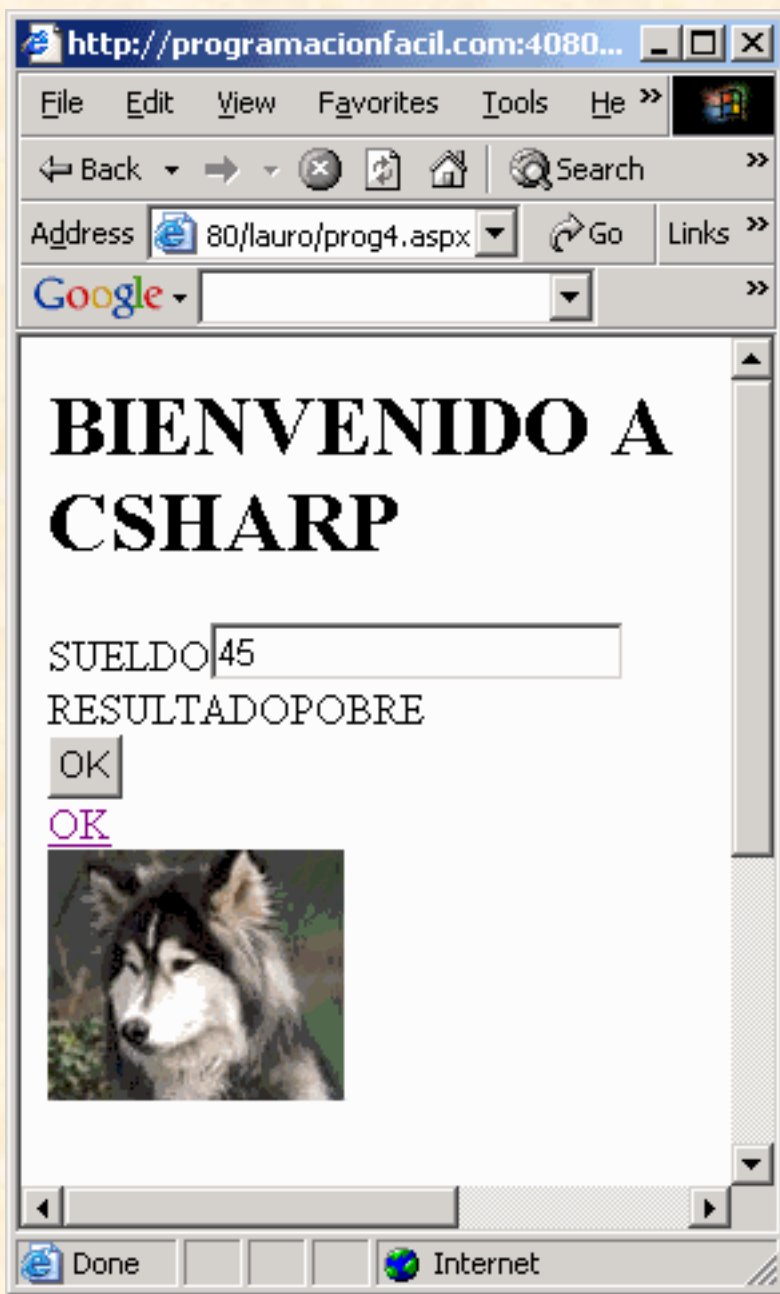 http://programacionfacil.com:4080...
File Edit View Favorites Tools He »
Back Search »
Address 80/lauro/prog4.aspx Go Links »
Google »
BIENVENIDO A
CSHARP
SUELDO 45
RESULTADOPOBRE
OK
OK
Done Internet